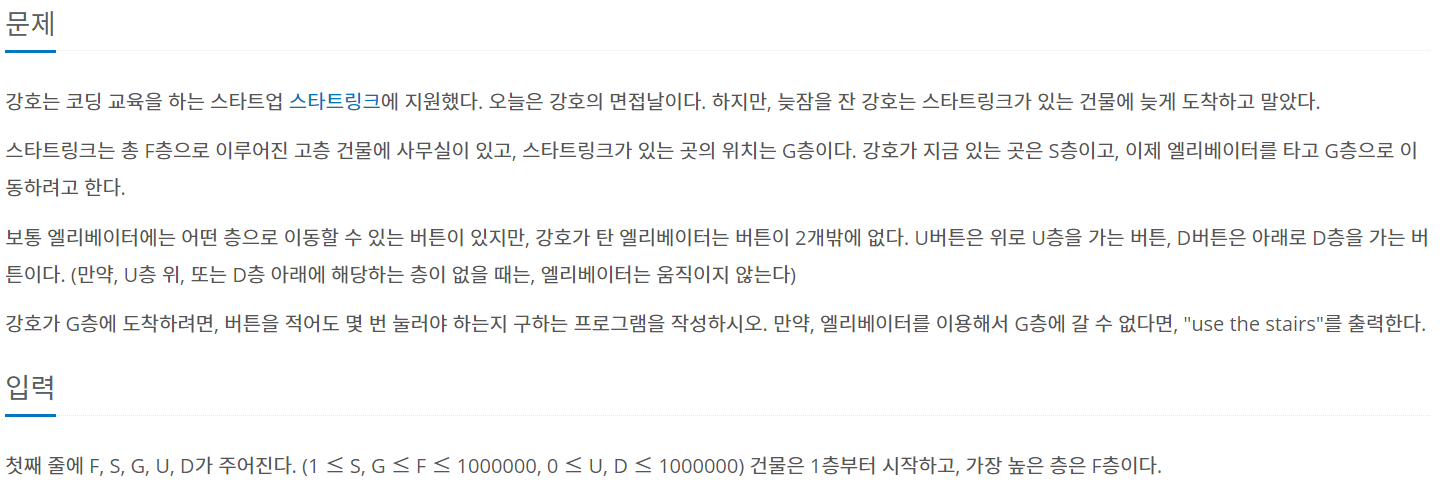 문제
강호는 코딩 교육을 하는 스타트업 스타트링크에 지원했다. 오늘은 강호의 면접날이다. 하지만, 늦잠을 잔 강호는 스타트링크가 있는 건물에 늦게 도착하고 말았다.
스타트링크는 총 F층으로 이루어진 고층 건물에 사무실이 있고, 스타트링크가 있는 곳의 위치는 G층이다. 강호가 지금 있는 곳은 S층이고, 이제 엘리베이터를 타고 G층으로 이
동하려고 한다.
보통 엘리베이터에는 어떤 층으로 이동할 수 있는 버튼이 있지만, 강호가 탄 엘리베이터는 버튼이 2개밖에 없다. U버튼은 위로 U층을 가는 버튼, D버튼은 아래로 D층을 가는 버
튼이다. (만약, U층 위, 또는 D층 아래에 해당하는 층이 없을 때는, 엘리베이터는 움직이지 않는다)
강호가 G층에 도착하려면, 버튼을 적어도 몇 번 눌러야 하는지 구하는 프로그램을 작성하시오. 만약, 엘리베이터를 이용해서 G층에 갈 수 없다면, "use the stairs"를 출력한다.
입력
첫째 줄에 F, S, G, U, D가 주어진다. (1 ≤ S, G ≤ F ≤ 1000000, 0 ≤ U, D ≤ 1000000) 건물은 1층부터 시작하고, 가장 높은 층은 F층이다.